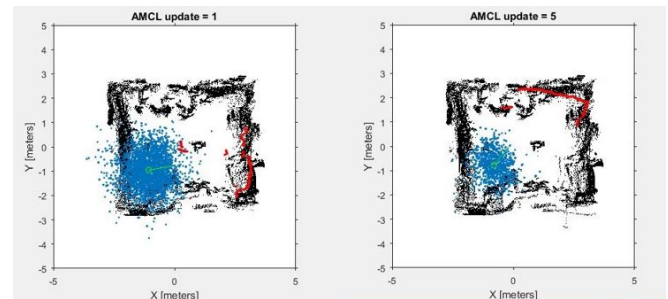 AMCL update = 1
5
4
3
2
1
0
-1
-2
-3
-4
-5
Y [meters]
-5 0 5
X [meters]
AMCL update = 5
5
4
3
2
1
0
-1
-2
-3
-4
-5
Y [meters]
-5 0 5
X [meters]